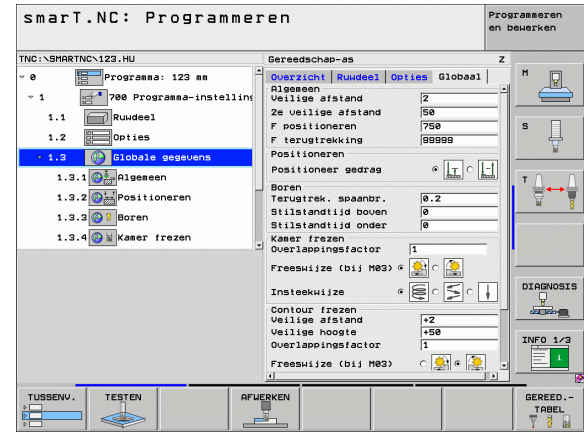 smarT.NC: Programmeren
Programmeren
en bewerken
TNC:\SMARTNC\123.HU
Gereedschap-as Z
0 Programma: 123 mm
1 700 Programma-instelling
1.1 Ruwdeel
1.2 Opties
1.3 Globale gegevens
1.3.1 Algemeen
1.3.2 Positioneren
1.3.3 Boren
1.3.4 Kamer frezen
Overzicht Ruwdeel Opties Globaal
Algemeen
Veilige afstand 2
2e veilige afstand 50
F positioneren 750
F terugtrekking 99999
Positioneren
Positioneer gedrag
Boren
Terugtrek. spaanbr. 0.2
Stilstandtijd boven 0
Stilstandtijd onder 0
Kamer frezen
Overlappingsfactor 1
Freeswijze (bij M03)
Insteekwijze
Contour frezen
Veilige afstand +2
Veilige hoogte +50
Overlappingsfactor 1
Freeswijze (bij M03)
M
S
T
DIAGNOSIS
INFO 1/3
TUSSENV.
TESTEN
AFWERKEN
GEREED.-
TABEL